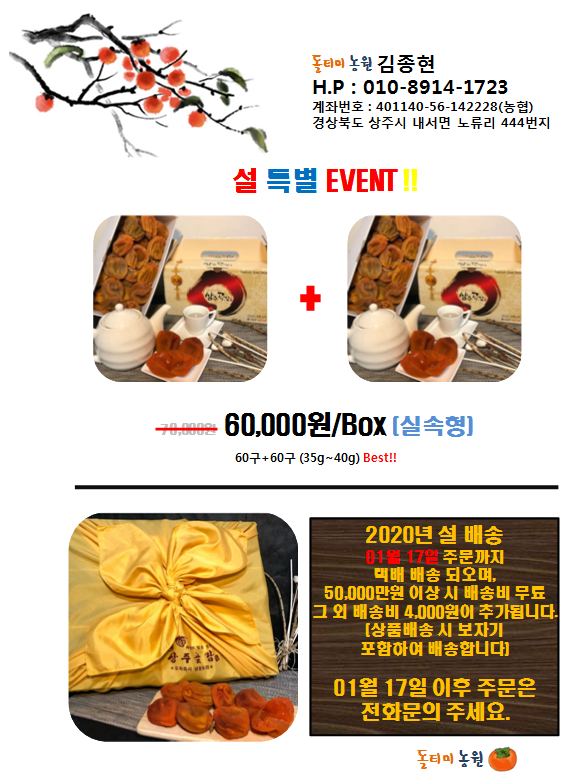 돌티미 농원 김종현
H.P : 010-8914-1723
계좌번호 : 401140-56-142228(농협)
경상북도 상주시 내서면 노류리 444번지
설 특별 EVENT !!
+
70,000원 60,000원/Box (실속형)
60구+60구 (35g~40g) Best!!
상주곶감
2020년 설 배송
01월 17일 주문까지
택배 배송 되오며,
50,000만원 이상 시 배송비 무료
그 외 배송비 4,000원이 추가됩니다.
(상품배송 시 보자기
포함하여 배송합니다)
01월 17일 이후 주문은
전화문의 주세요.
돌티미 농원